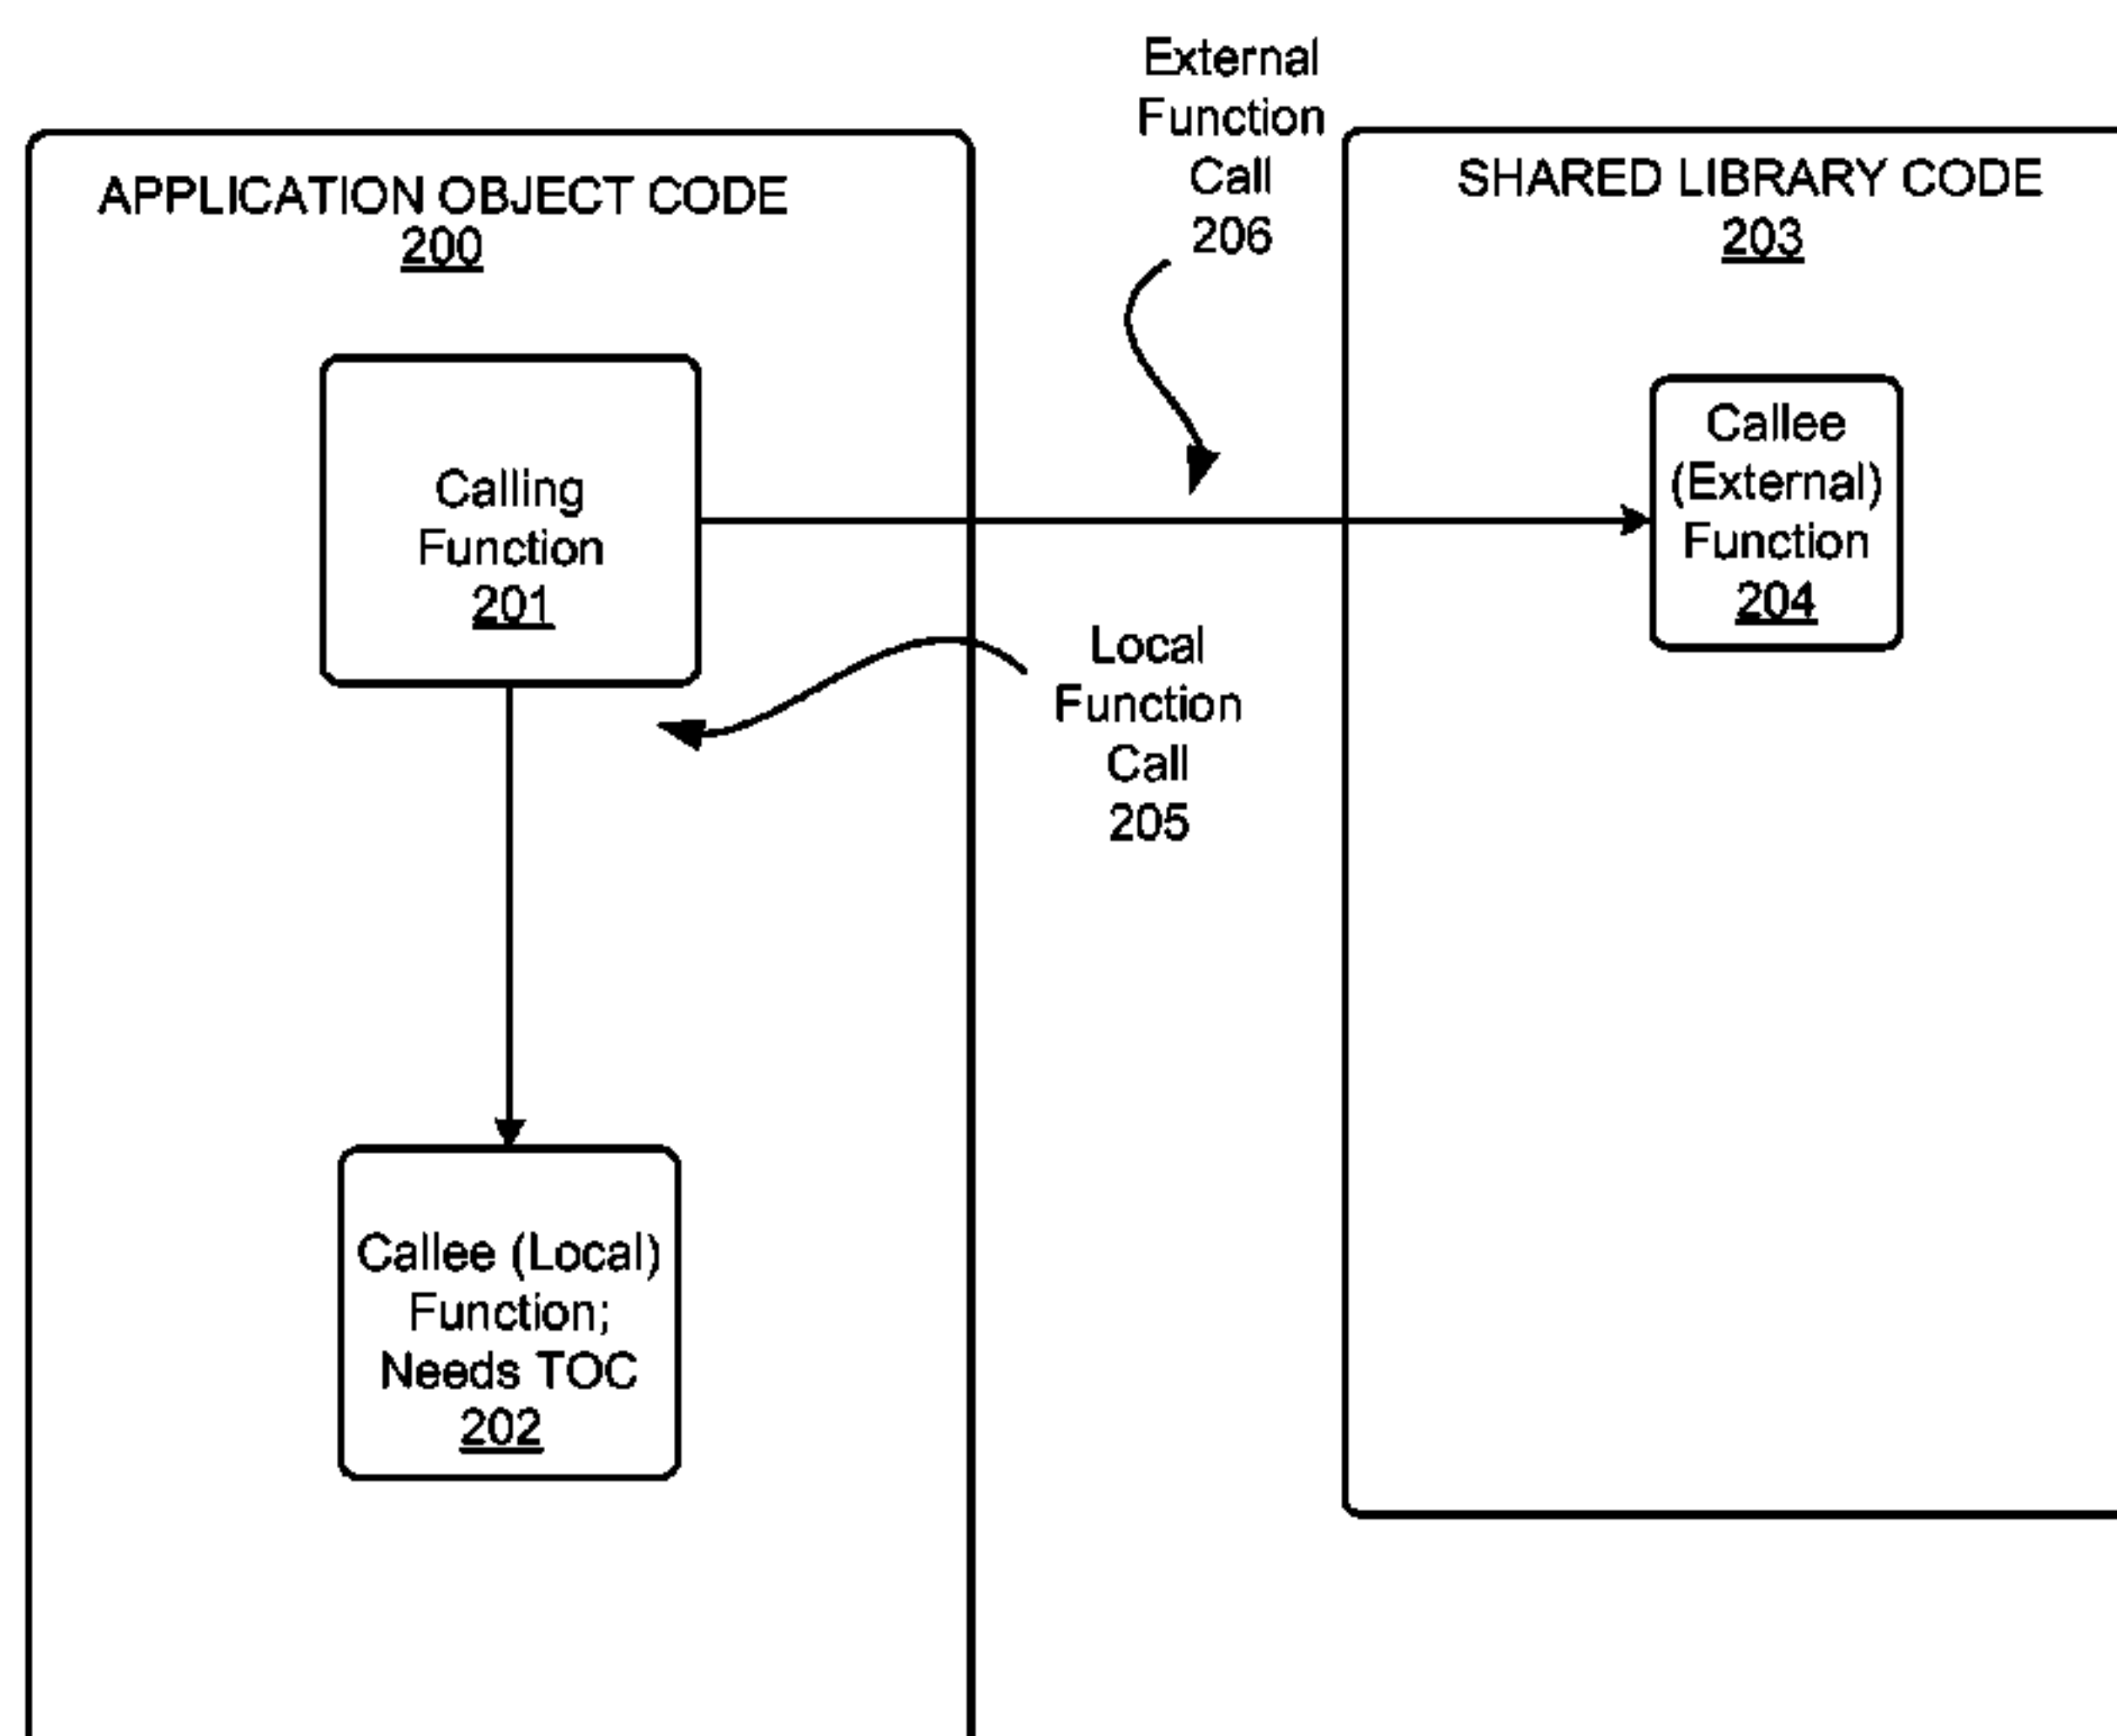 External
Function
Call
206
APPLICATION OBJECT CODE
200
SHARED LIBRARY CODE
203
Calling
Function
201
Callee
(External)
Function
204
Local
Function
Call
205
Callee (Local)
Function;
Needs TOC
202